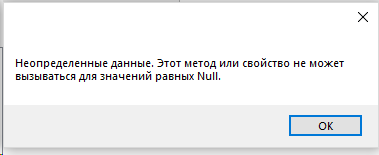 Неопределенные данные. Этот метод или свойство не может
вызываться для значений равных Null.
OK